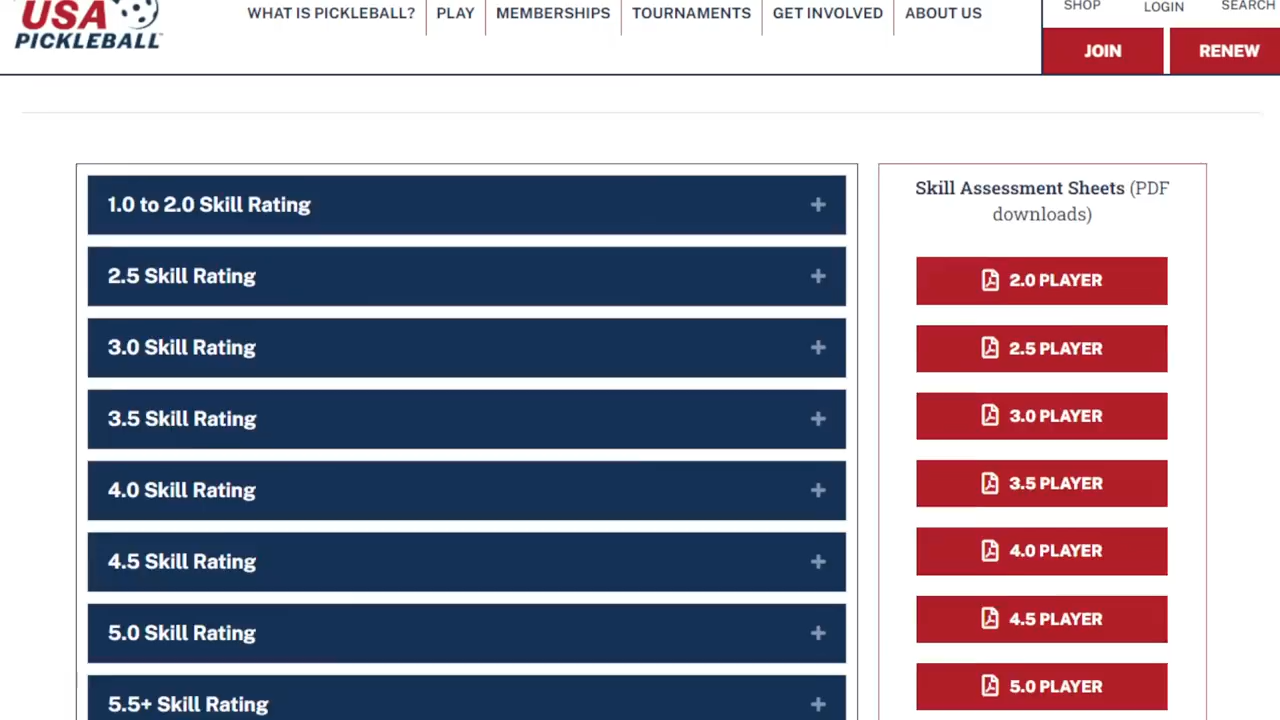 USA
PICKLEBALL
WHAT IS PICKLEBALL?
PLAY
MEMBERSHIPS
TOURNAMENTS
GET INVOLVED
ABOUT US
SHOP
LOGIN
SEARCH
JOIN
RENEW
1.0 to 2.0 Skill Rating
2.5 Skill Rating
3.0 Skill Rating
3.5 Skill Rating
4.0 Skill Rating
4.5 Skill Rating
5.0 Skill Rating
5.5+ Skill Rating
Skill Assessment Sheets (PDF
downloads)
2.0 PLAYER
2.5 PLAYER
3.0 PLAYER
3.5 PLAYER
4.0 PLAYER
4.5 PLAYER
5.0 PLAYER